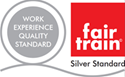 WORK
EXPERIENCE
QUALITY
STANDARD
fair
train
Silver Standard